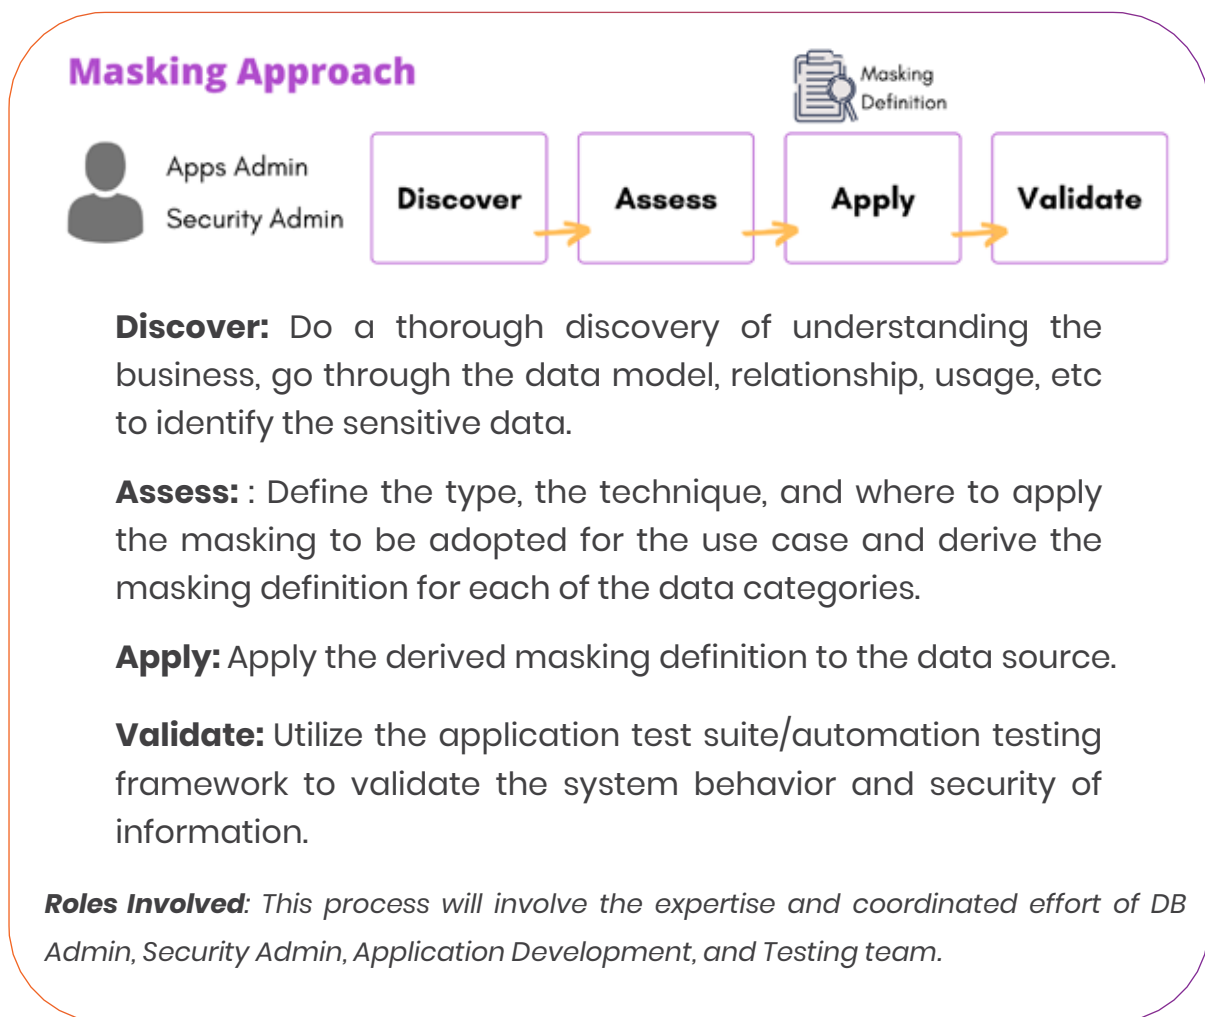 Masking Approach
Masking
Definition
Apps Admin
Security Admin
Discover
Assess
Apply
Validate
Discover: Do a thorough discovery of understanding the
business, go through the data model, relationship, usage, etc
to identify the sensitive data.
Assess: : Define the type, the technique, and where to apply
the masking to be adopted for the use case and derive the
masking definition for each of the data categories.
Apply: Apply the derived masking definition to the data source.
Validate: Utilize the application test suite/automation testing
framework to validate the system behavior and security of
information.
Roles Involved: This process will involve the expertise and coordinated effort of DB
Admin, Security Admin, Application Development, and Testing team.